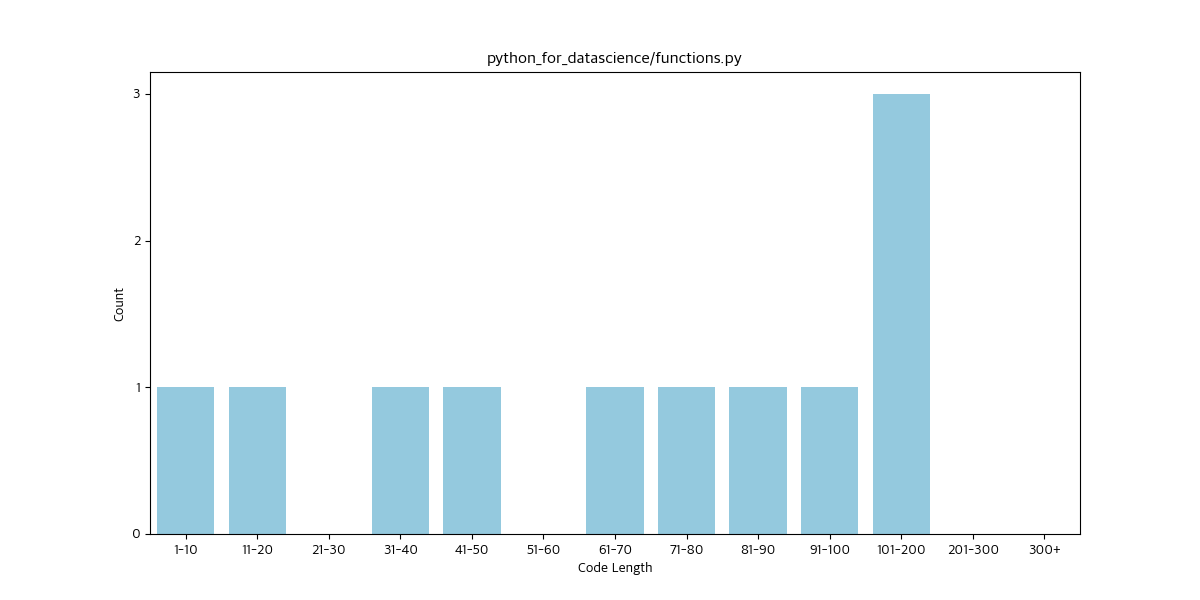 python_for_datascience/functions.py
3
2
1
0
Count
1-10 11-20 21-30 31-40 41-50 51-60 61-70 71-80 81-90 91-100 101-200 201-300 300+
Code Length